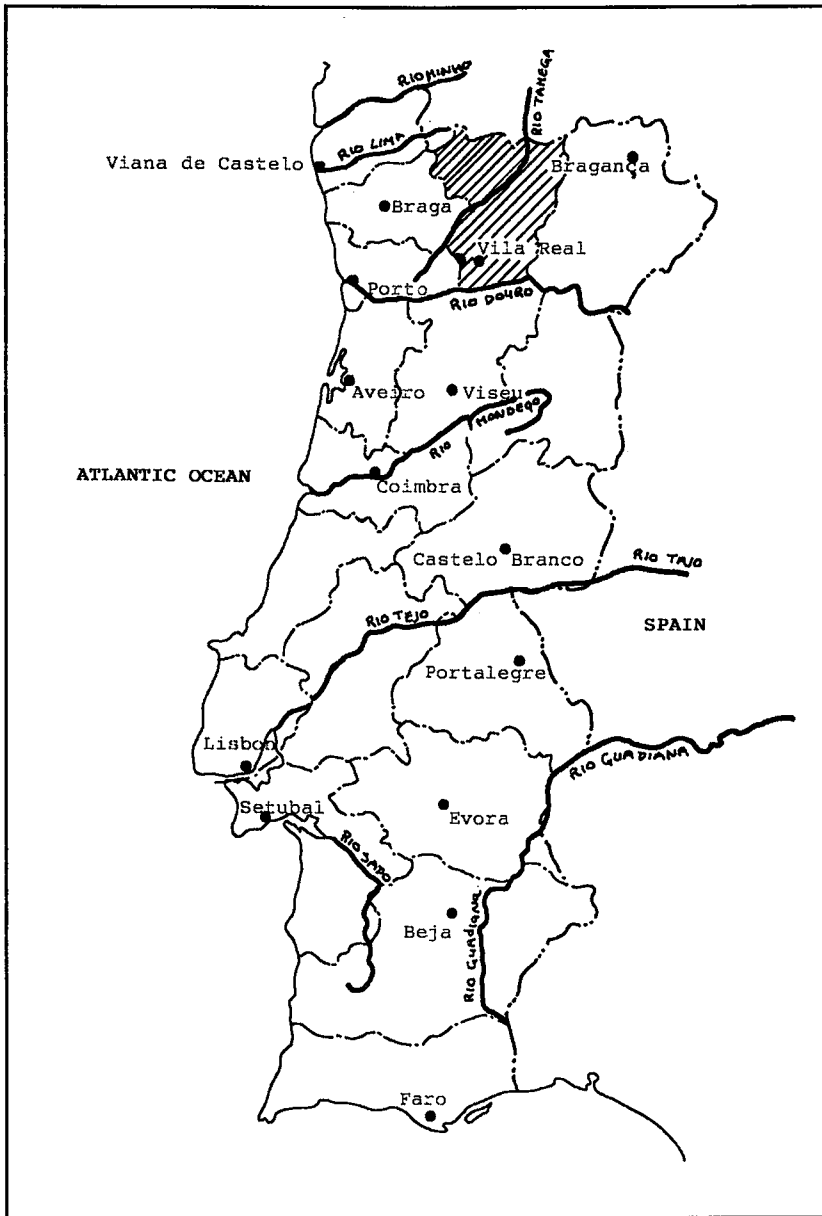 RIO MINHO
RIO TAMEGA
RIO LIMA
Viana de Castelo
Bragança
Braga
Vila Real
Porto
RIO DOURO
Aveiro
Viseu
RIO MONDEGO
ATLANTIC OCEAN
Coimbra
Castelo Branco
RIO TAJO
RIO TEJO
SPAIN
Portalegre
Lisbon
RIO GUADIANA
Setubal
Evora
RIO SADO
Beja
RIO GUADIANA
Faro